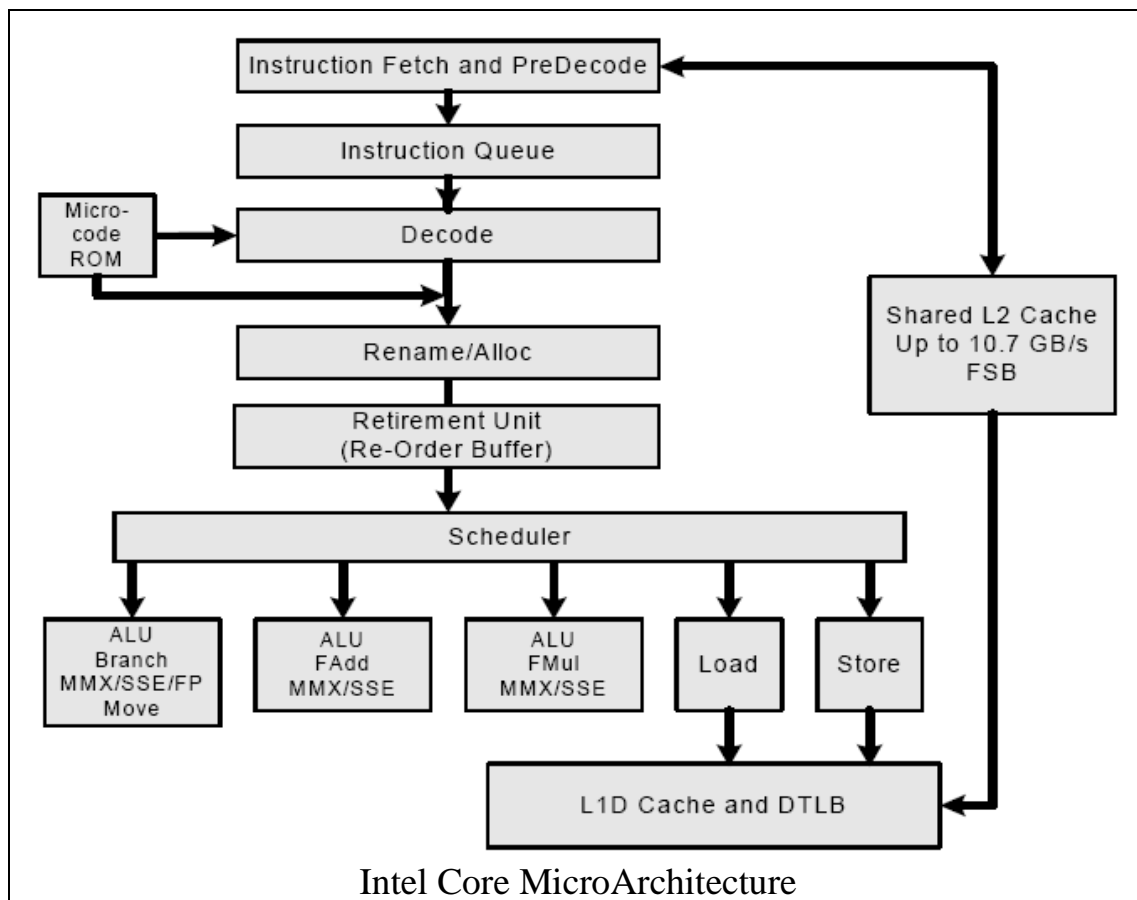 Instruction Fetch and PreDecode
Instruction Queue
Micro-
code
ROM
Decode
Shared L2 Cache
Up to 10.7 GB/s
FSB
Rename/Alloc
Retirement Unit
(Re-Order Buffer)
Scheduler
ALU
Branch
MMX/SSE/FP
Move
ALU
FAdd
MMX/SSE
ALU
FMul
MMX/SSE
Load
Store
L1D Cache and DTLB
Intel Core MicroArchitecture